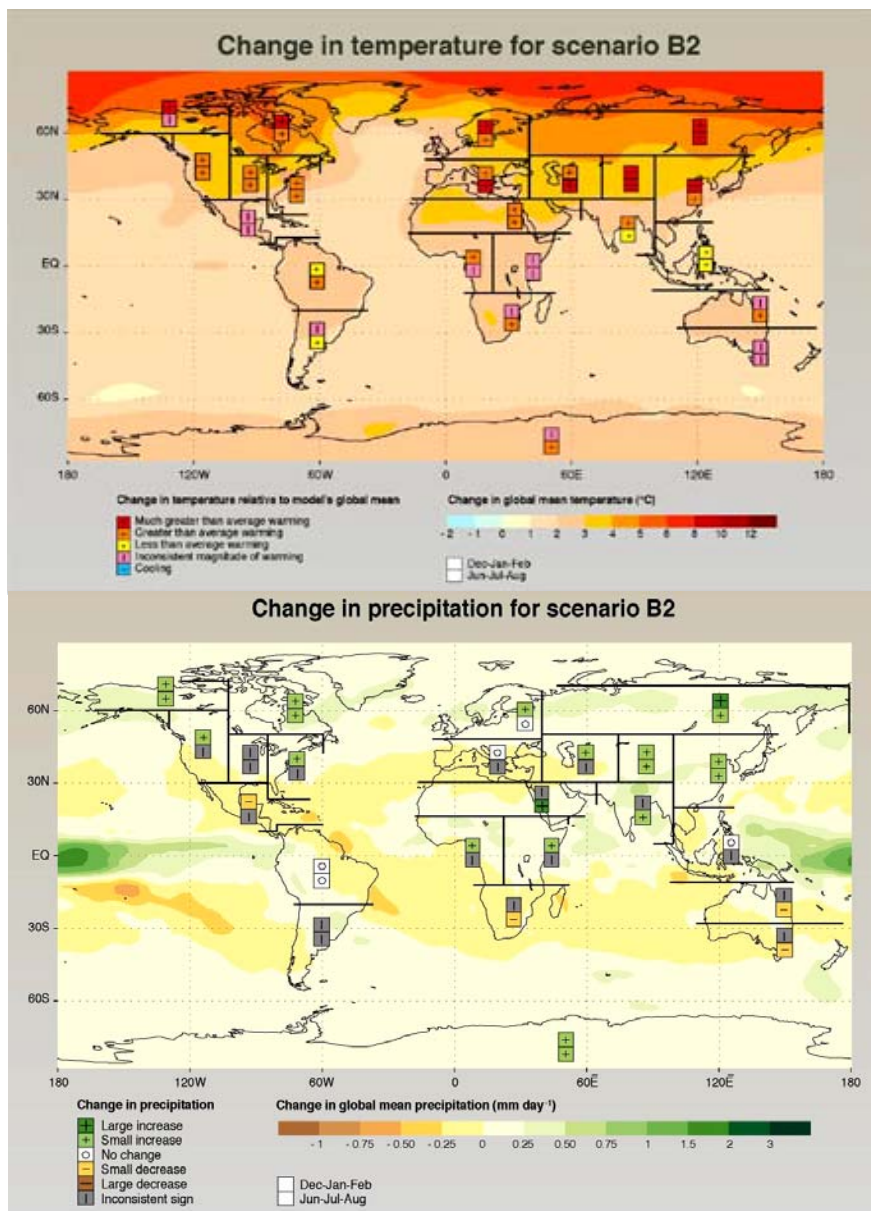 Change in temperature for scenario B2
60N
30N
EQ
30S
60S
180 120W 60W 0 60E 120E 180
Change in temperature relative to model's global mean
Much greater than average warming
Greater than average warming
Less than average warming
Inconsistent magnitude of warming
Cooling
Change in global mean temperature (°C)
-2 -1 0 1 2 3 4 5 6 8 10 12
Dec-Jan-Feb
Jun-Jul-Aug
Change in precipitation for scenario B2
60N
30N
EQ
30S
60S
180 120W 60W 0 60E 120E 180
Change in precipitation
Large increase
Small increase
No change
Small decrease
Large decrease
Inconsistent sign
Change in global mean precipitation (mm day⁻¹)
- 1 - 0.75 - 0.50 - 0.25 0 0.25 0.50 0.75 1 1.5 2 3
Dec-Jan-Feb
Jun-Jul-Aug